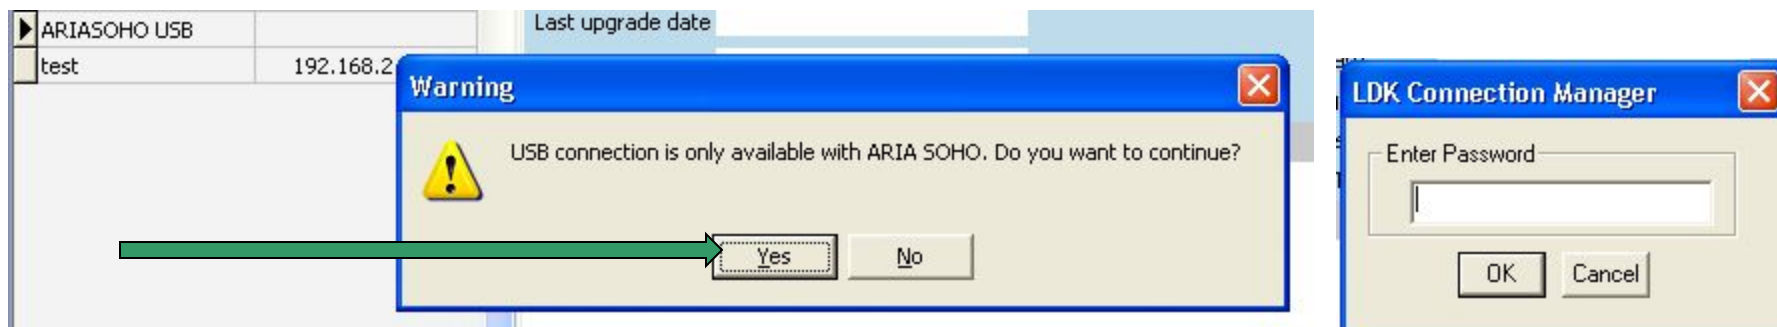 ARIASOHO USB
test 192.168.2
Last upgrade date
Warning
USB connection is only available with ARIA SOHO. Do you want to continue?
Yes No
LDK Connection Manager
Enter Password
OK Cancel